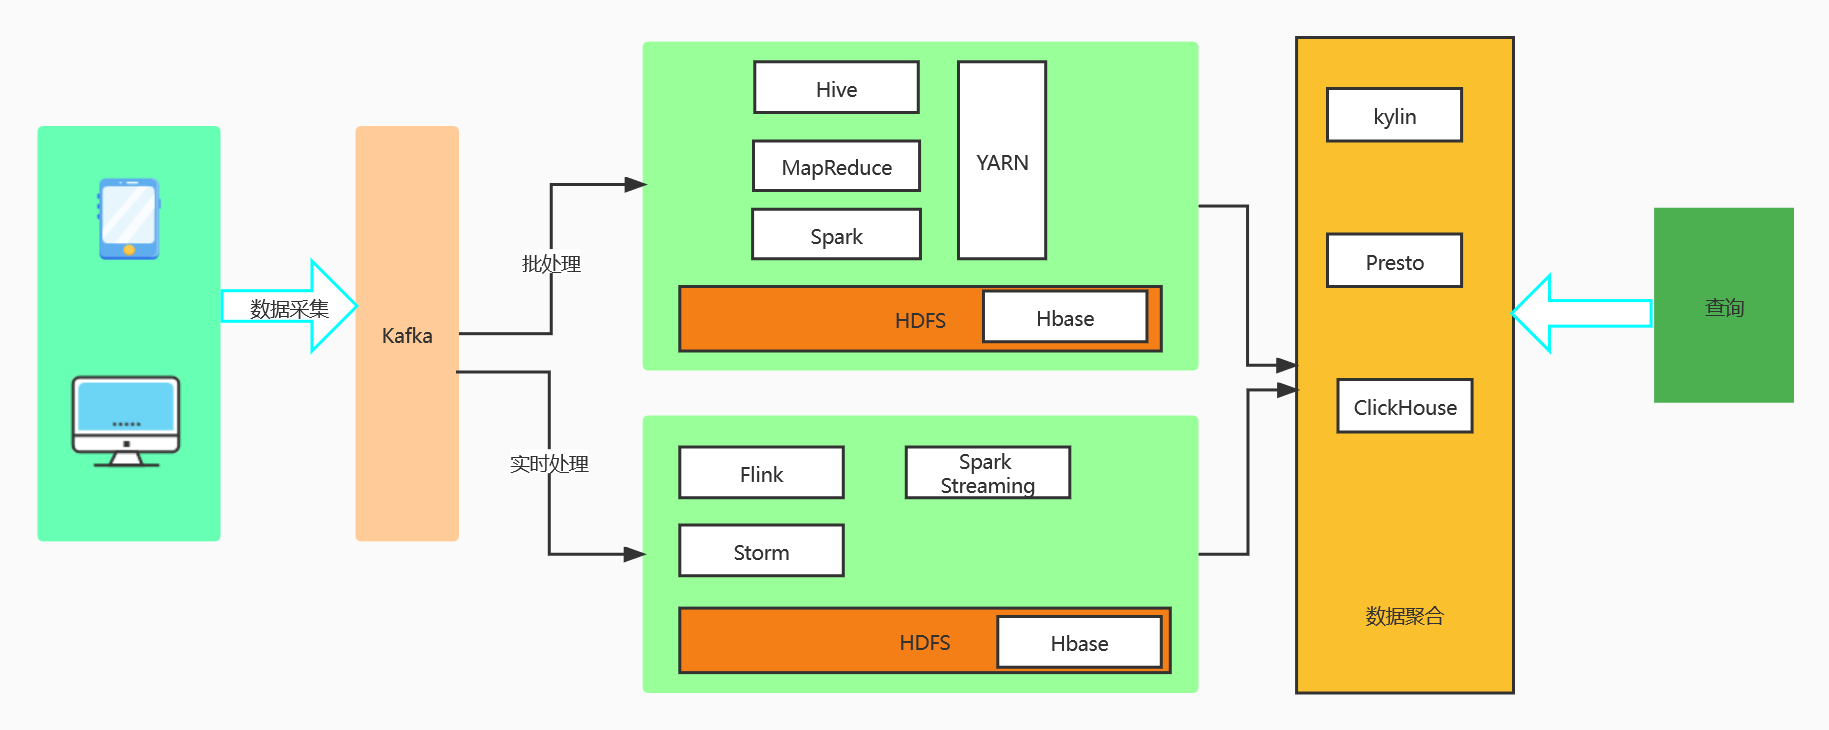 数据采集
Kafka
批处理
实时处理
Hive
MapReduce
Spark
YARN
HDFS
Hbase
Flink
Spark
Streaming
Storm
HDFS
Hbase
kylin
Presto
ClickHouse
数据聚合
查询